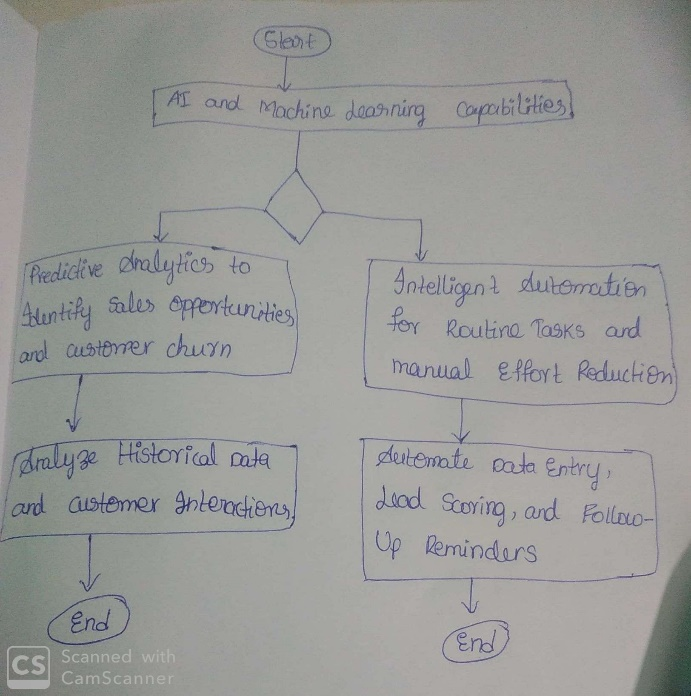 Start
AI and Machine Learning Capabilities
Predictive Analytics to
Identify Sales Opportunities
and customer churn
Intelligent Automation
for Routine Tasks and
manual Effort Reduction
Analyze Historical Data
and customer Interactions,
Automate Data Entry,
Lead Scoring, and Follow-
Up Reminders
End
End
CS
Scanned with
CamScanner